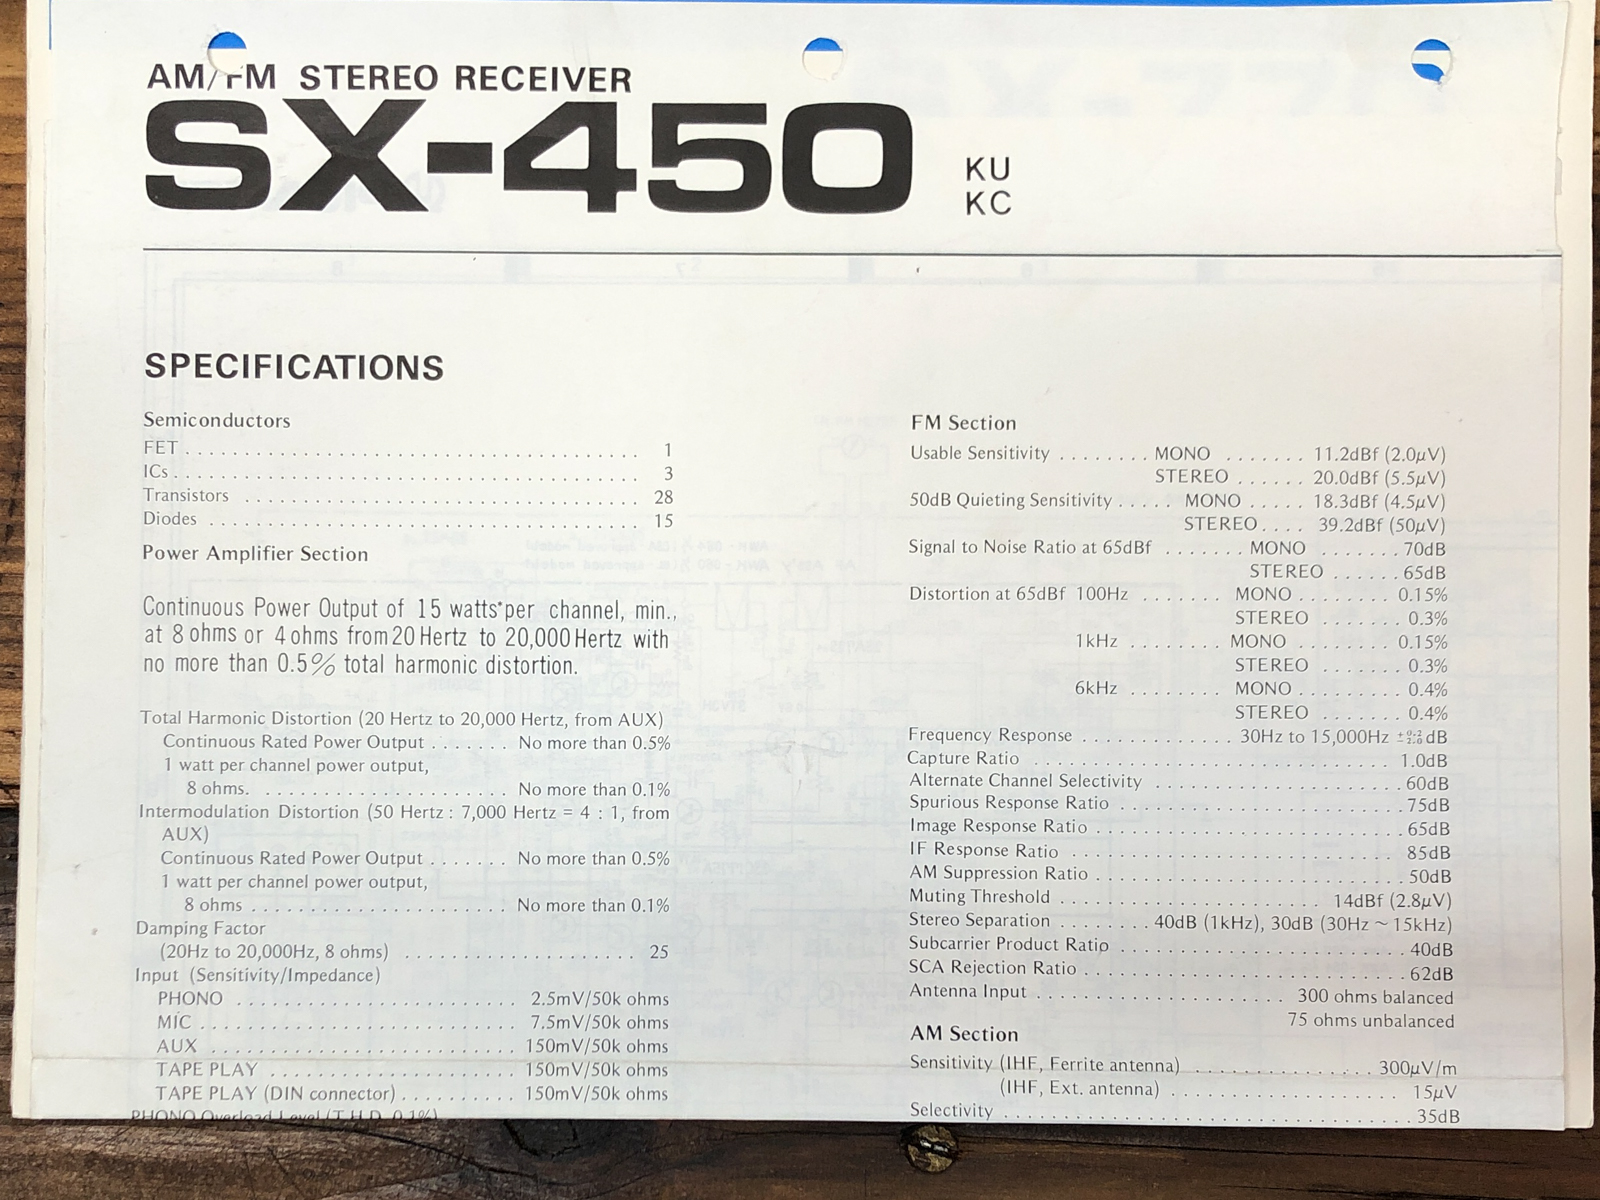 AM/FM STEREO RECEIVER
SX-450 KU
KC
SPECIFICATIONS
Semiconductors
FET . . . . . . . . . . 1
ICs . . . . . . . . . . 3
Transistors . . . . . . . . . . 28
Diodes . . . . . . . . . . 15
Power Amplifier Section
Continuous Power Output of 15 watts*per channel, min.,
at 8 ohms or 4 ohms from 20 Hertz to 20,000 Hertz with
no more than 0.5% total harmonic distortion.
Total Harmonic Distortion (20 Hertz to 20,000 Hertz, from AUX)
Continuous Rated Power Output . . . . . . . No more than 0.5%
1 watt per channel power output,
8 ohms. . . . . . . . . . . No more than 0.1%
Intermodulation Distortion (50 Hertz : 7,000 Hertz = 4 : 1, from
AUX)
Continuous Rated Power Output . . . . . . . No more than 0.5%
1 watt per channel power output,
8 ohms . . . . . . . . . . No more than 0.1%
Damping Factor
(20Hz to 20,000Hz, 8 ohms) . . . . . . . . . . 25
Input (Sensitivity/Impedance)
PHONO . . . . . . . . . . 2.5mV/50k ohms
MIC . . . . . . . . . . 7.5mV/50k ohms
AUX . . . . . . . . . . 150mV/50k ohms
TAPE PLAY . . . . . . . . . . 150mV/50k ohms
TAPE PLAY (DIN connector) . . . . . . . . . . 150mV/50k ohms
PHONO Overload Level (T.H.D. 0.1%)
FM Section
Usable Sensitivity . . . . . . . . MONO . . . . . . . 11.2dBf (2.0μV)
STEREO . . . . . . 20.0dBf (5.5μV)
50dB Quieting Sensitivity . . . . . MONO . . . . . 18.3dBf (4.5μV)
STEREO . . . . 39.2dBf (50μV)
Signal to Noise Ratio at 65dBf . . . . . . . MONO . . . . . . . 70dB
STEREO . . . . . . 65dB
Distortion at 65dBf 100Hz . . . . . . . MONO . . . . . . . . 0.15%
STEREO . . . . . . . 0.3%
1kHz . . . . . . . . MONO . . . . . . . . 0.15%
STEREO . . . . . . . 0.3%
6kHz . . . . . . . . MONO . . . . . . . . 0.4%
STEREO . . . . . . . 0.4%
Frequency Response . . . . . . . . . . 30Hz to 15,000Hz dB
Capture Ratio . . . . . . . . . . 1.0dB
Alternate Channel Selectivity . . . . . . . . . . 60dB
Spurious Response Ratio . . . . . . . . . . 75dB
Image Response Ratio . . . . . . . . . . 65dB
IF Response Ratio . . . . . . . . . . 85dB
AM Suppression Ratio . . . . . . . . . . 50dB
Muting Threshold . . . . . . . . . . 14dBf (2.8μV)
Stereo Separation . . . . . . . . 40dB (1kHz), 30dB (30Hz ~ 15kHz)
Subcarrier Product Ratio . . . . . . . . . . 40dB
SCA Rejection Ratio . . . . . . . . . . 62dB
Antenna Input . . . . . . . . . . 300 ohms balanced
75 ohms unbalanced
AM Section
Sensitivity (IHF, Ferrite antenna) . . . . . . . . . . 300μV/m
(IHF, Ext. antenna) . . . . . . . . . . 15μV
Selectivity . . . . . . . . . . 35dB